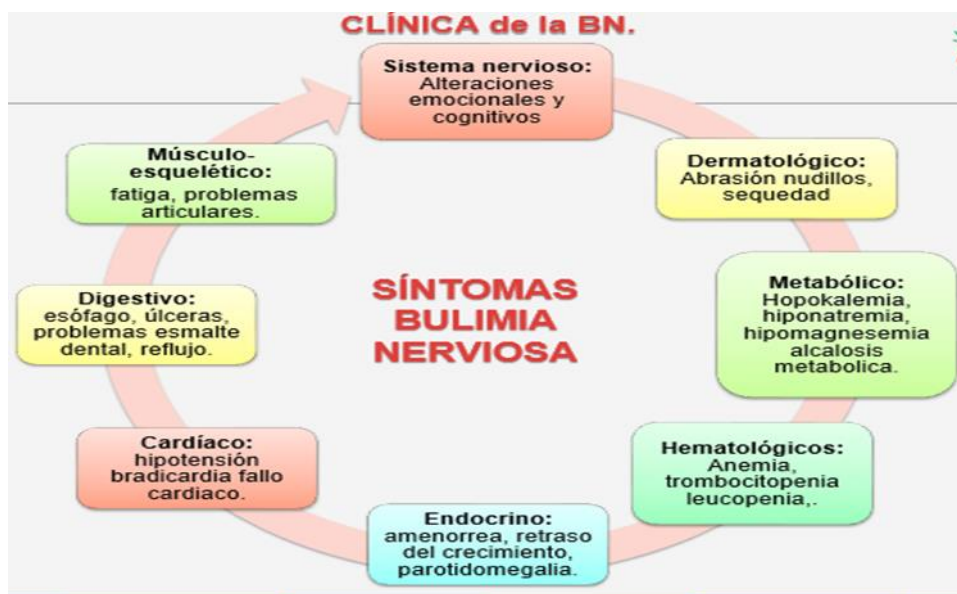 CLÍNICA de la BN.
Sistema nervioso:
Alteraciones
emocionales y
cognitivos
Dermatológico:
Abrasión nudillos,
sequedad
Metabólico:
Hopokalemia,
hiponatremia,
hipomagnesemia
alcalosis
metabolica.
Hematológicos:
Anemia,
trombocitopenia
leucopenia,.
Endocrino:
amenorrea, retraso
del crecimiento,
parotidomegalia.
Cardíaco:
hipotensión
bradicardia fallo
cardiaco.
Digestivo:
esófago, úlceras,
problemas esmalte
dental, reflujo.
Músculo-
esquelético:
fatiga, problemas
articulares.
SÍNTOMAS
BULIMIA
NERVIOSA